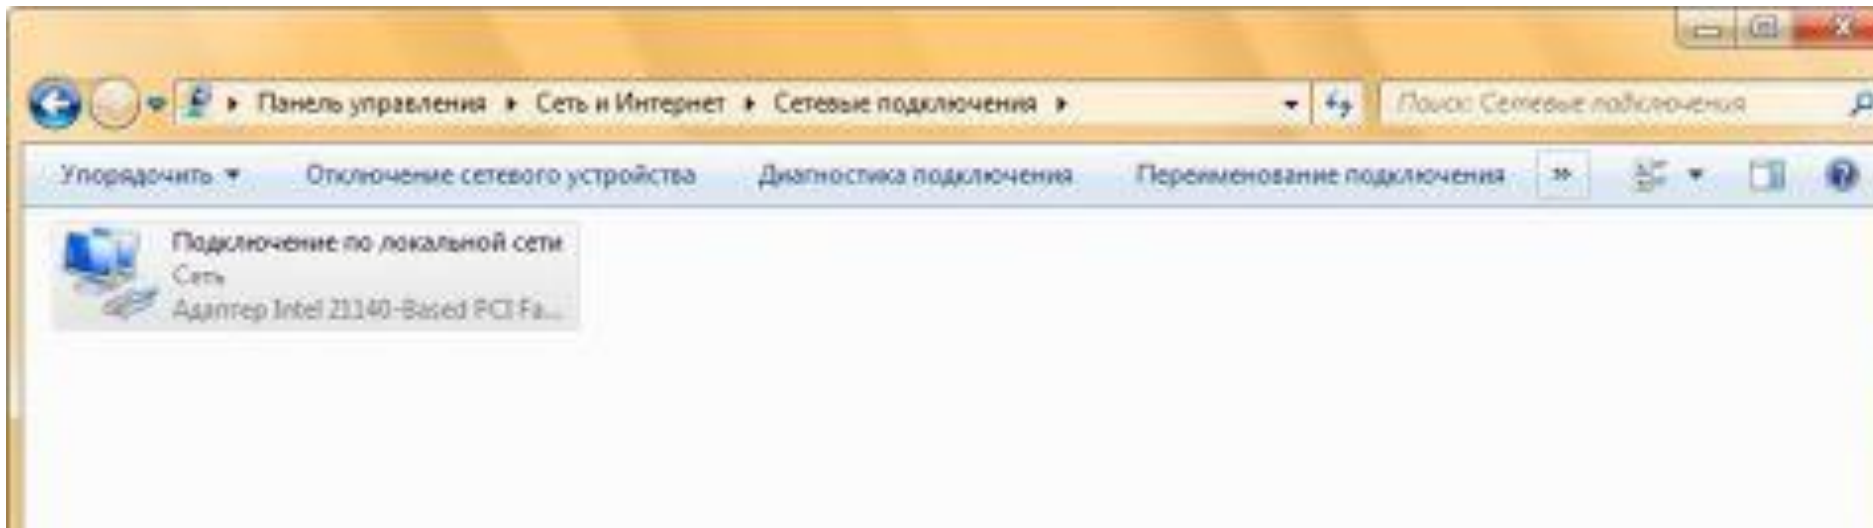 Панель управления ▸ Сеть и Интернет ▸ Сетевые подключения ▸
Поиск: Сетевые подключения
Упорядочить ▾ Отключение сетевого устройства Диагностика подключения Переименование подключения »
Подключение по локальной сети
Сеть
Адаптер Intel 21140-Based PCI Fa...